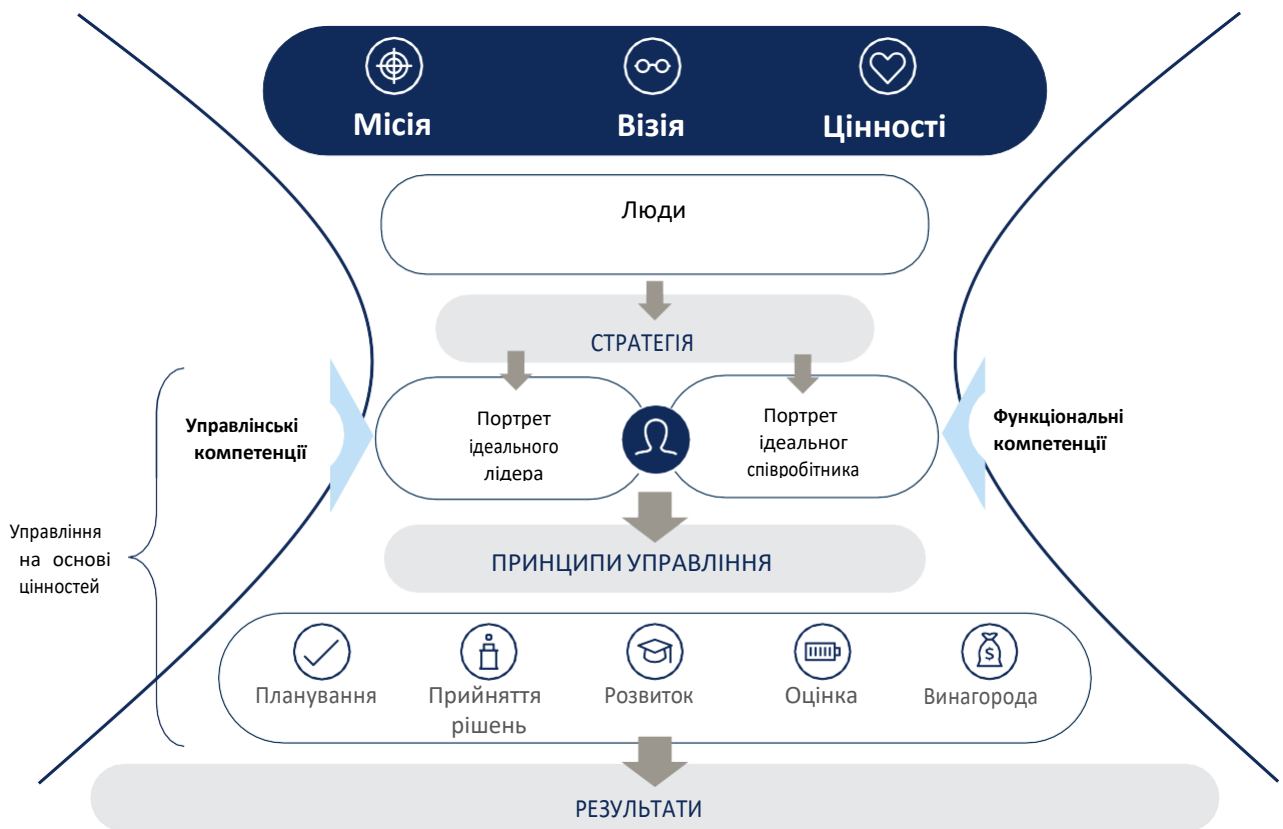 Місія
Візія
Цінності
Люди
СТРАТЕГІЯ
Управлінські
компетенції
Портрет
ідеального
лідера
Портрет
ідеальног
співробітника
Функціональні
компетенції
Управління
на основі
цінностей
ПРИНЦИПИ УПРАВЛІННЯ
Планування
Прийняття
рішень
Розвиток
Оцінка
Винагорода
РЕЗУЛЬТАТИ